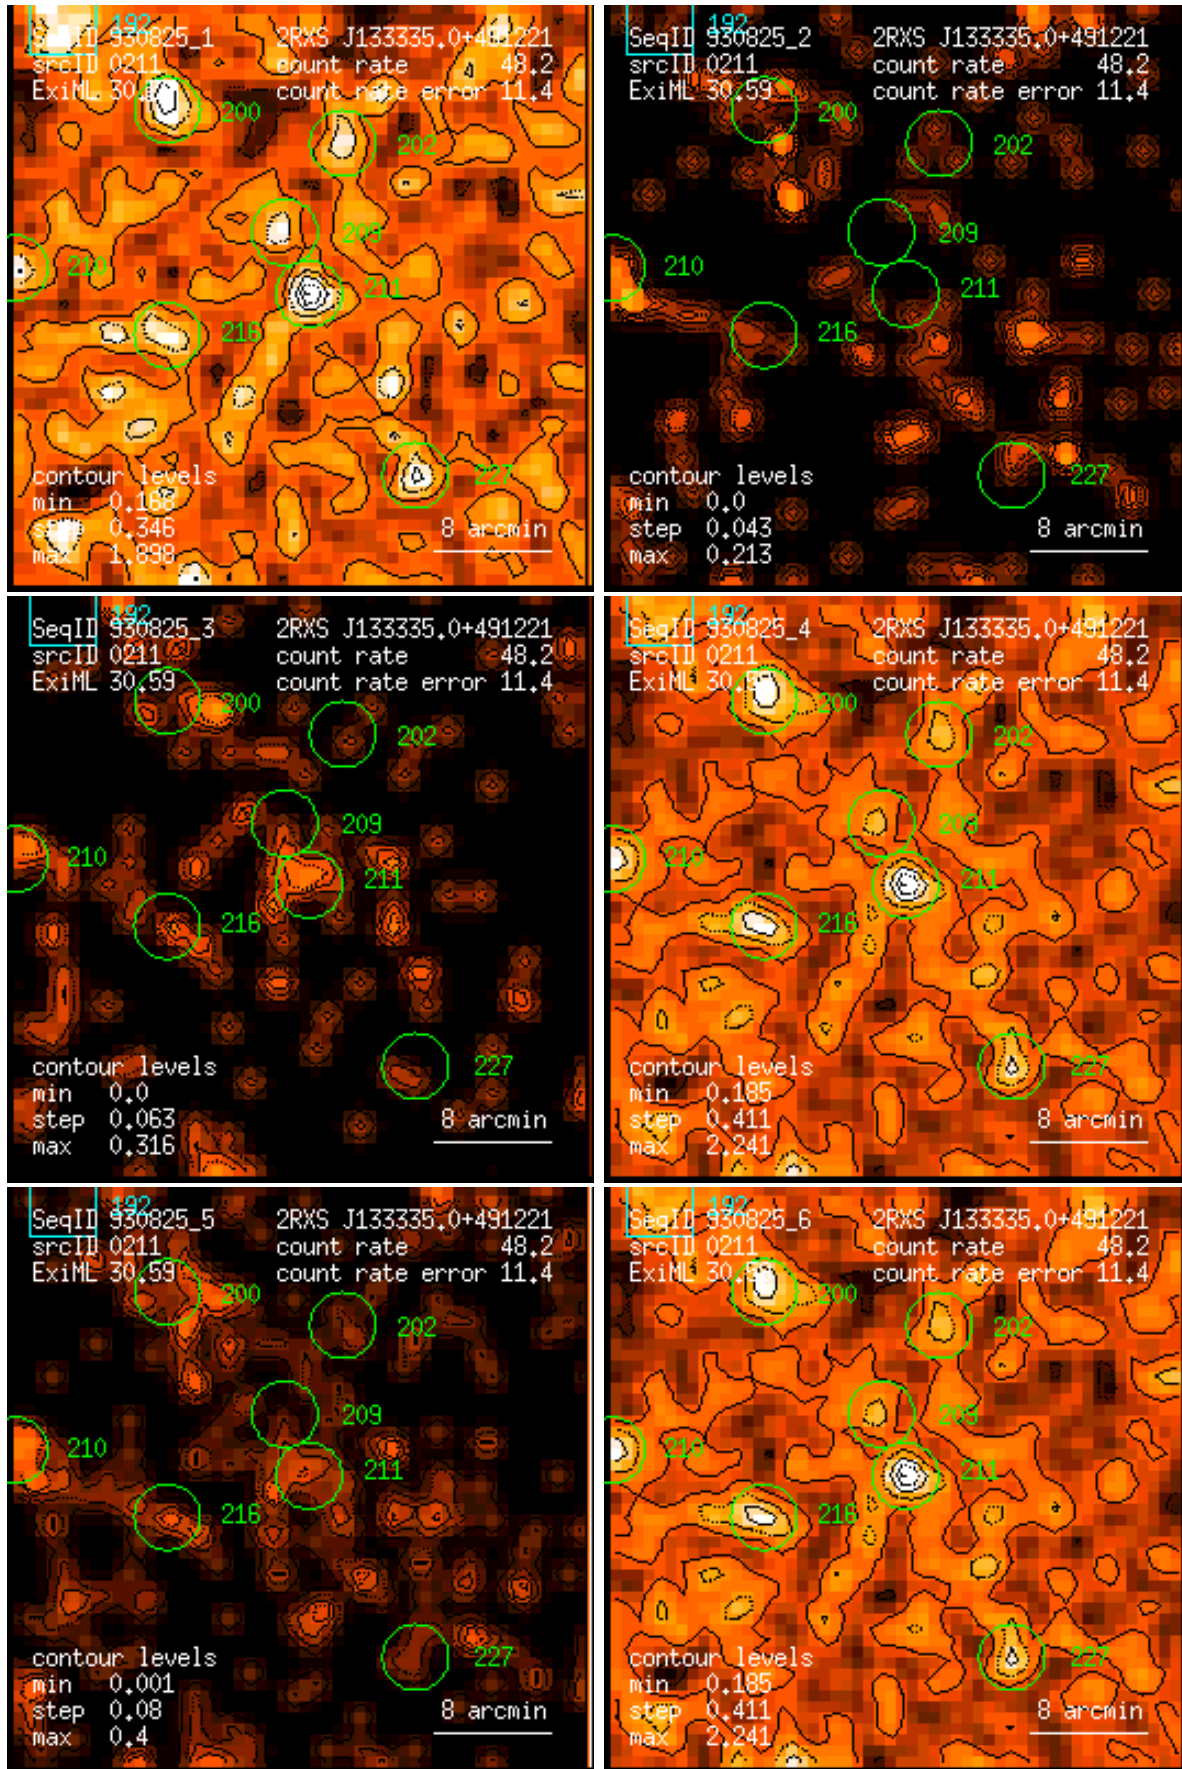 192
SeqID 930825_1 2RXS J133335.0+491221
srcID 0211 count rate 48.2
ExiML 30. count rate error 11.4
200
202
209
210
211
216
227
contour levels
min 0.168
step 0.346
max 1.898
8 arcmin
192
SeqID 930825_2 2RXS J133335.0+491221
srcID 0211 count rate 48.2
ExiML 30.59 count rate error 11.4
200
202
209
210
211
216
227
contour levels
min 0.0
step 0.043
max 0.213
8 arcmin
192
SeqID 930825_3 2RXS J133335.0+491221
srcID 0211 count rate 48.2
ExiML 30.59 count rate error 11.4
200
202
209
210
211
216
227
contour levels
min 0.0
step 0.063
max 0.316
8 arcmin
192
SeqID 930825_4 2RXS J133335.0+491221
srcID 0211 count rate 48.2
ExiML 30. count rate error 11.4
200
202
209
210
211
216
227
contour levels
min 0.185
step 0.411
max 2.241
8 arcmin
192
SeqID 930825_5 2RXS J133335.0+491221
srcID 0211 count rate 48.2
ExiML 30.59 count rate error 11.4
200
202
209
210
211
216
227
contour levels
min 0.001
step 0.08
max 0.4
8 arcmin
192
SeqID 930825_6 2RXS J133335.0+491221
srcID 0211 count rate 48.2
ExiML 30. count rate error 11.4
200
202
209
210
211
216
227
contour levels
min 0.185
step 0.411
max 2.241
8 arcmin